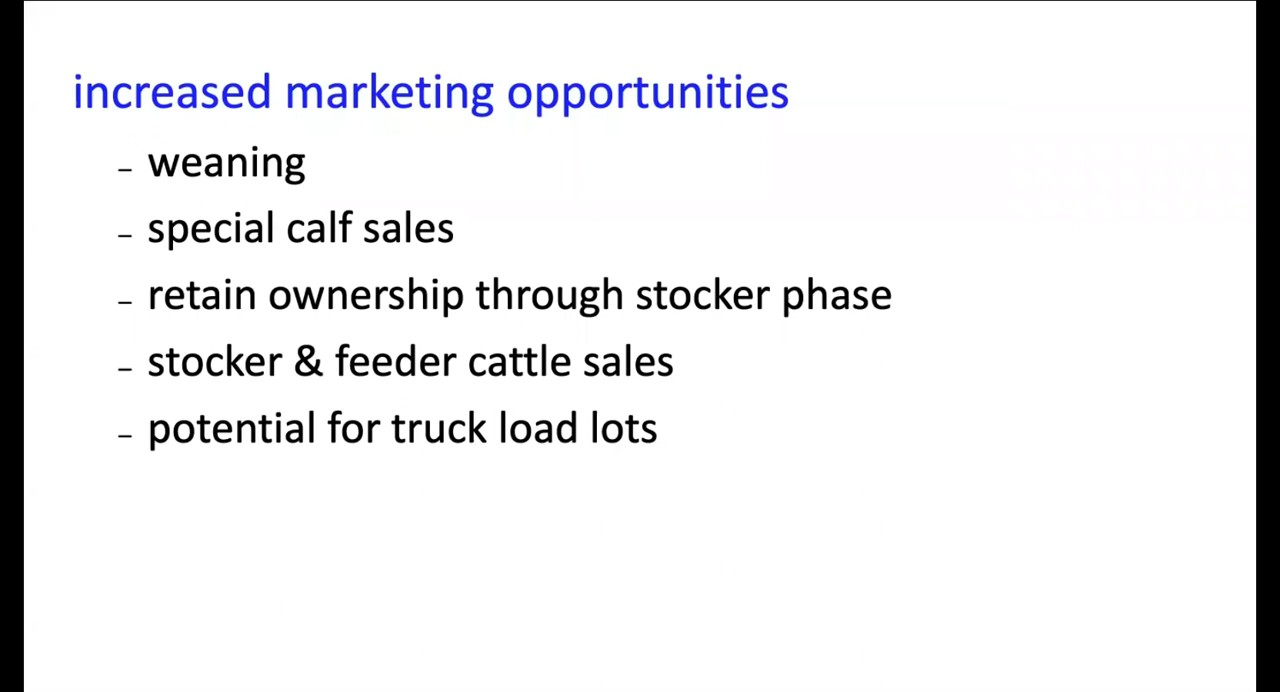 increased marketing opportunities
– weaning
– special calf sales
– retain ownership through stocker phase
– stocker & feeder cattle sales
– potential for truck load lots